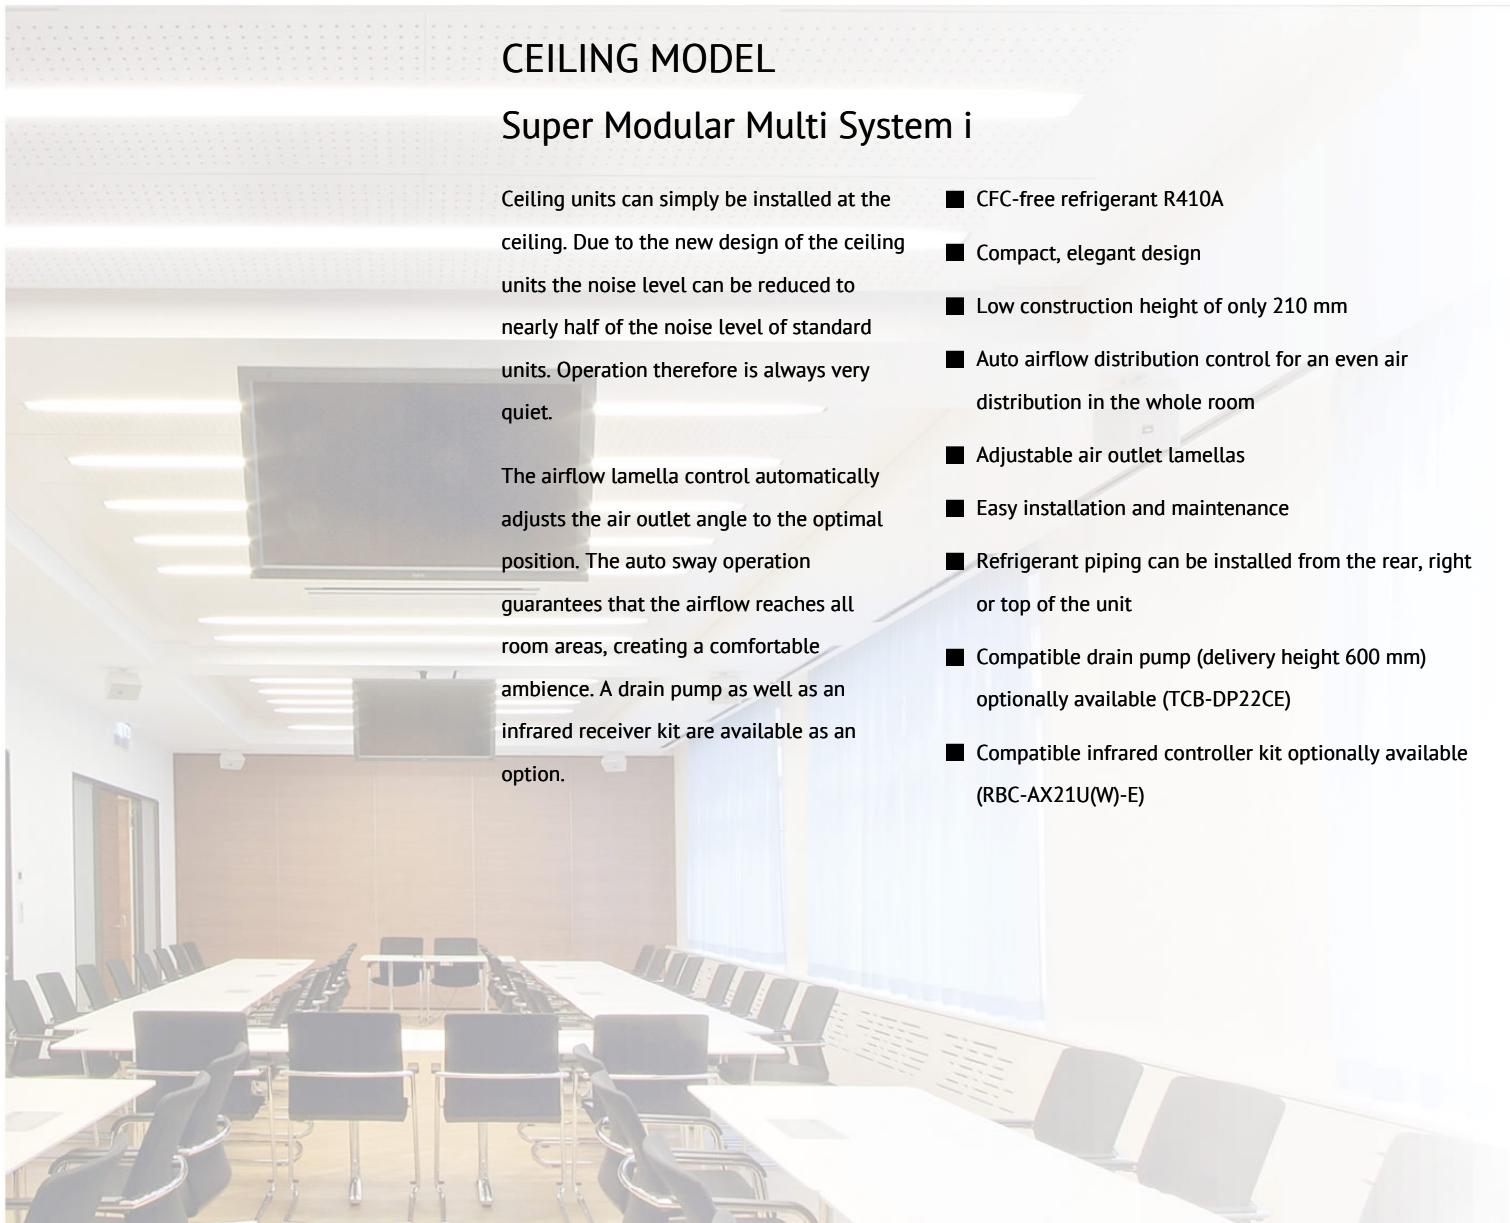 CEILING MODEL
Super Modular Multi System i
Ceiling units can simply be installed at the
ceiling. Due to the new design of the ceiling
units the noise level can be reduced to
nearly half of the noise level of standard
units. Operation therefore is always very
quiet.
The airflow lamella control automatically
adjusts the air outlet angle to the optimal
position. The auto sway operation
guarantees that the airflow reaches all
room areas, creating a comfortable
ambience. A drain pump as well as an
infrared receiver kit are available as an
option.
■ CFC-free refrigerant R410A
■ Compact, elegant design
■ Low construction height of only 210 mm
■ Auto airflow distribution control for an even air
distribution in the whole room
■ Adjustable air outlet lamellas
■ Easy installation and maintenance
■ Refrigerant piping can be installed from the rear, right
or top of the unit
■ Compatible drain pump (delivery height 600 mm)
optionally available (TCB-DP22CE)
■ Compatible infrared controller kit optionally available
(RBC-AX21U(W)-E)